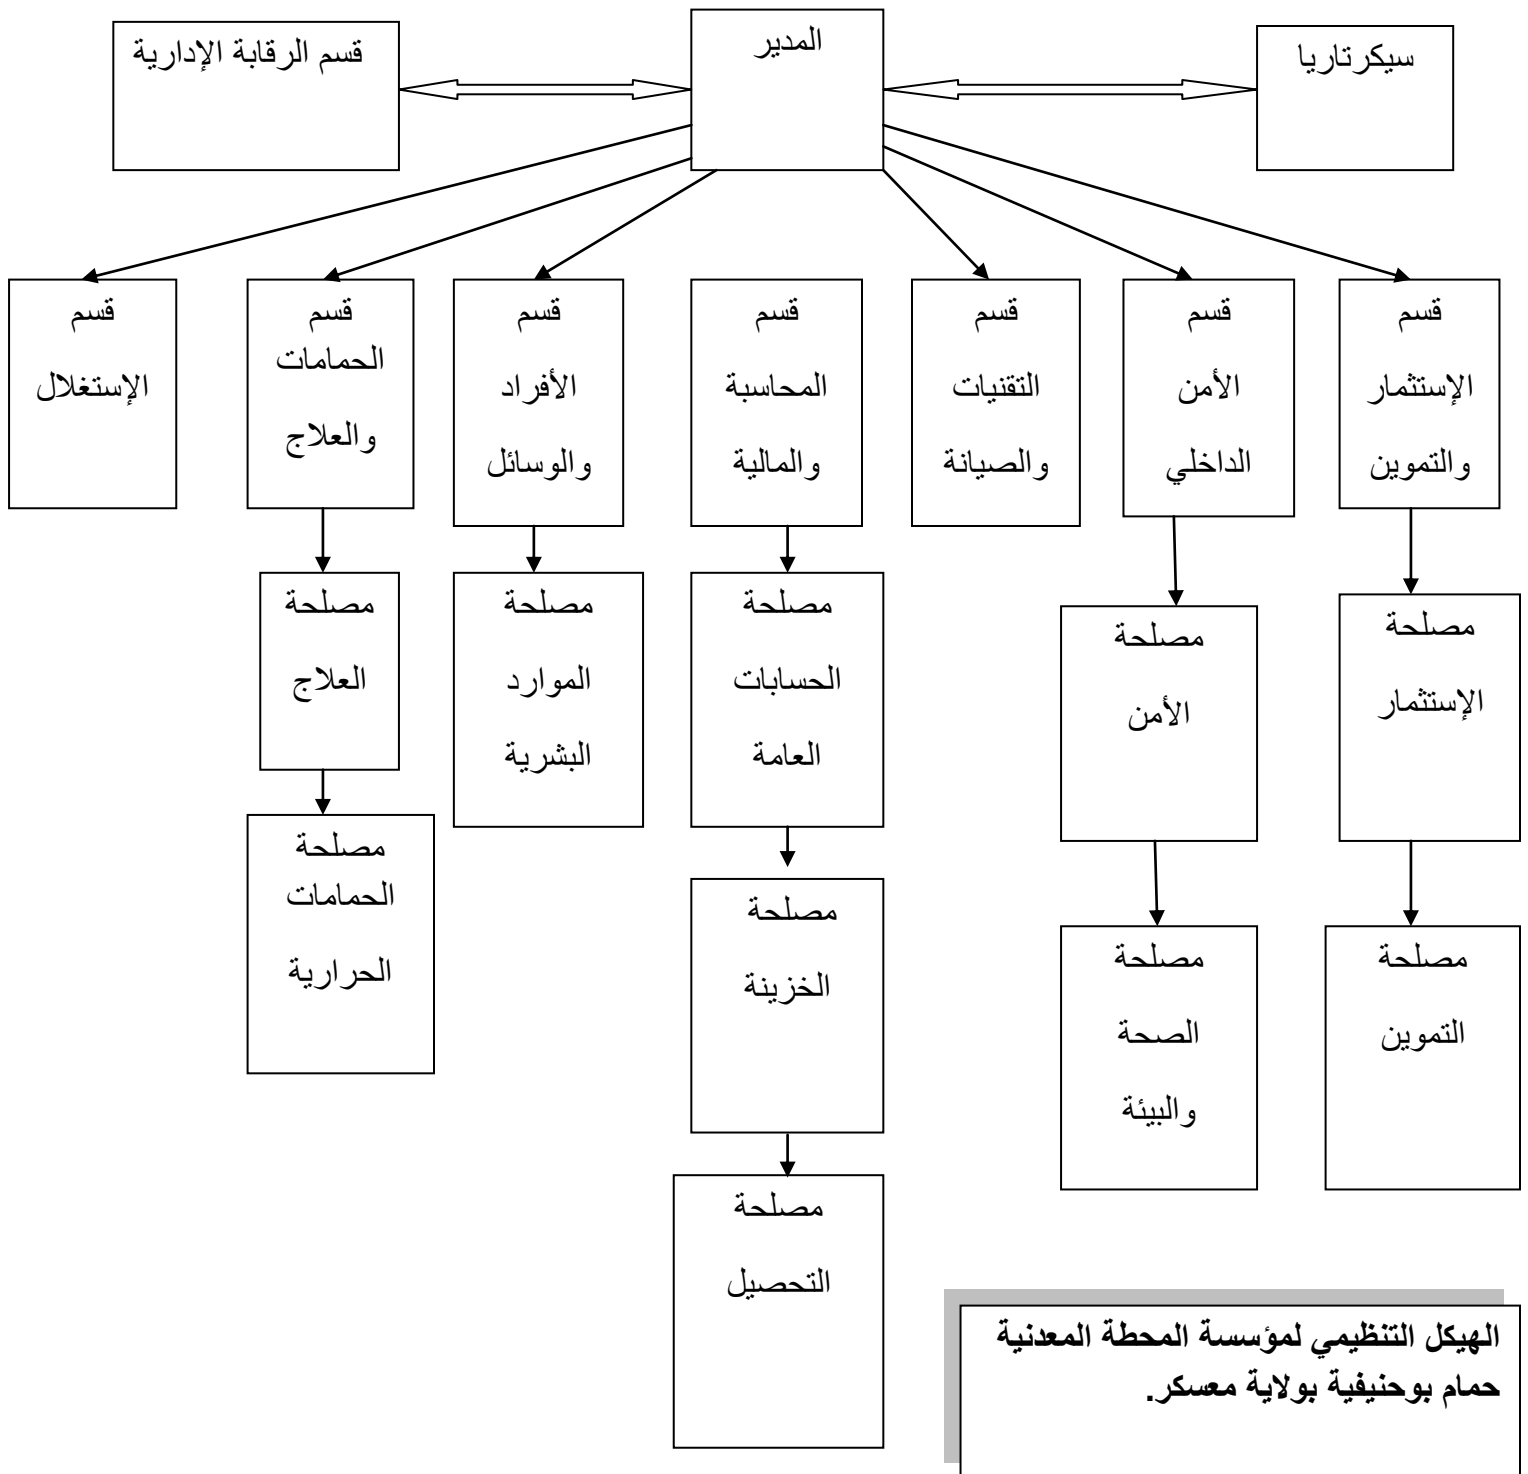 سيكرتاريا
المدير
قسم الرقابة الإدارية
قسم
الإستثمار
والتموين
قسم
الأمن
الداخلي
قسم
التقنيات
والصيانة
قسم
المحاسبة
والمالية
قسم
الأفراد
والوسائل
قسم
الحمامات
والعلاج
قسم
الإستغلال
مصلحة
الإستثمار
مصلحة
الأمن
مصلحة
الحسابات
العامة
مصلحة
الموارد
البشرية
مصلحة
العلاج
مصلحة
التموين
مصلحة
الصحة
والبيئة
مصلحة
الخزينة
مصلحة
الحمامات
الحرارية
مصلحة
التحصيل
الهيكل التنظيمي لمؤسسة المحطة المعدنية
حمام بوحنيفية بولاية معسكر.